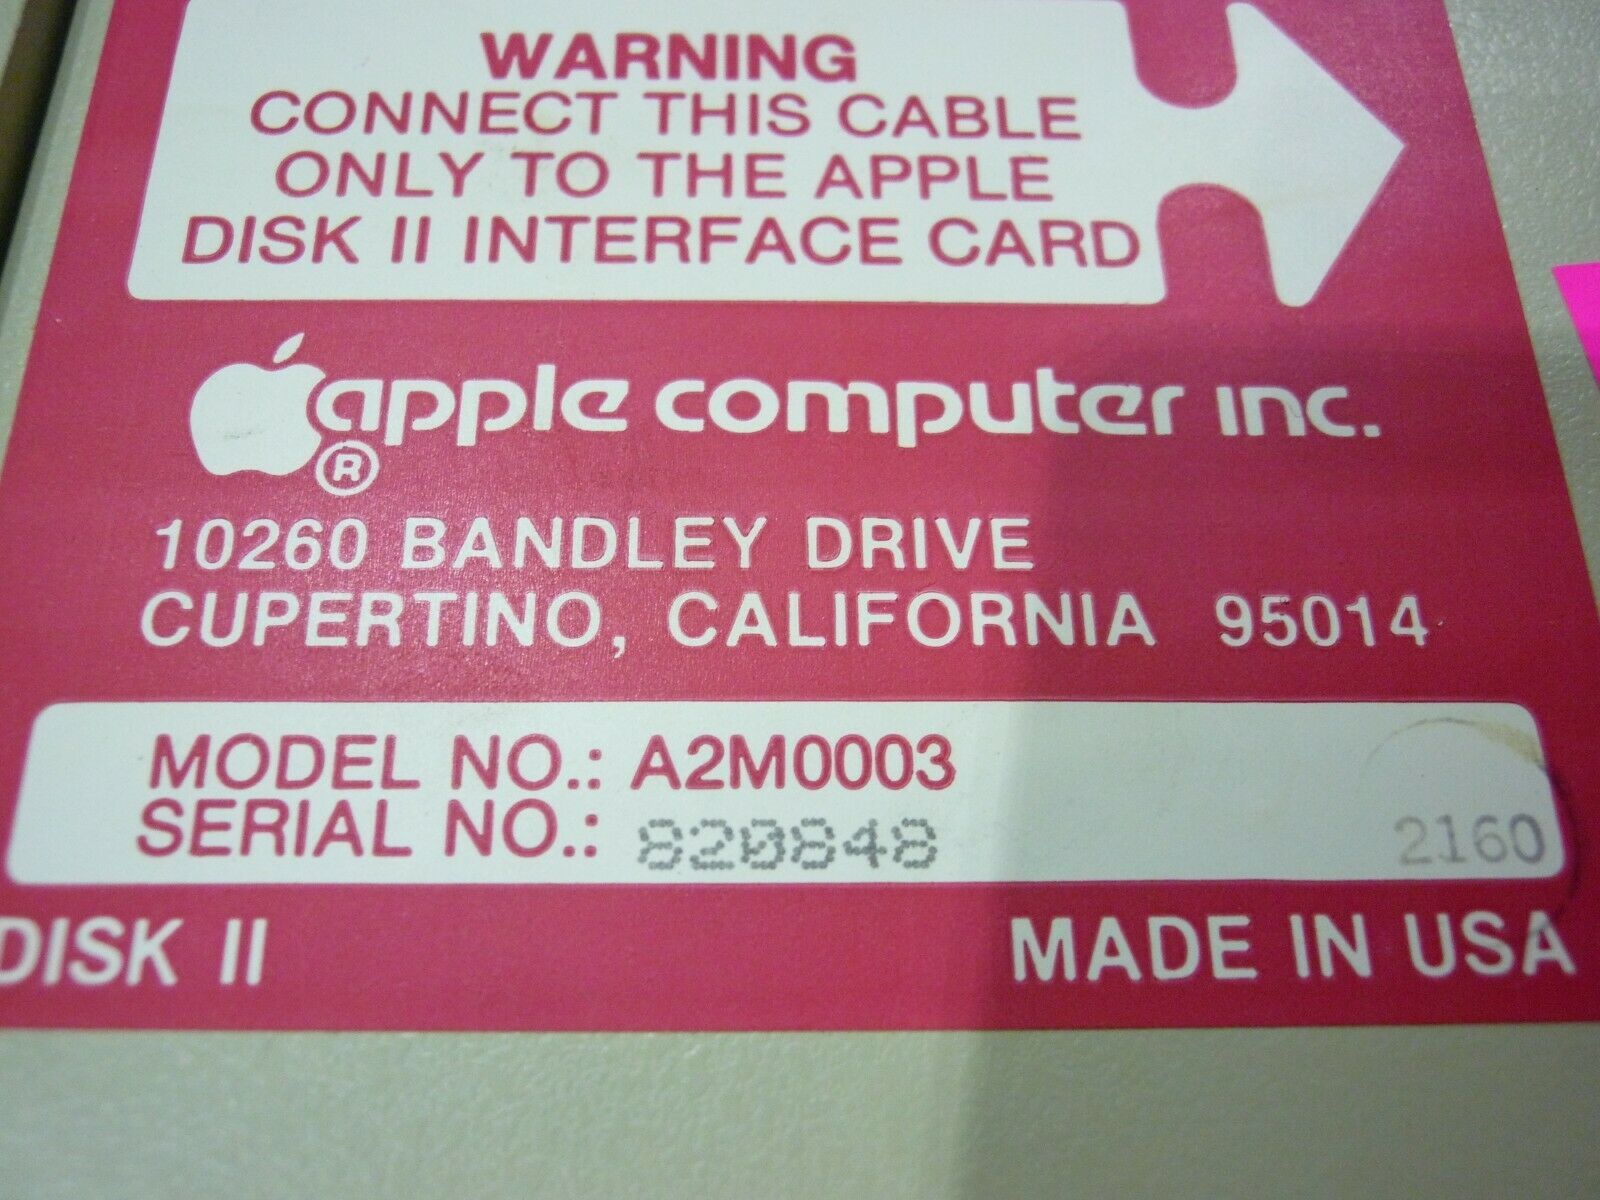 WARNING
CONNECT THIS CABLE
ONLY TO THE APPLE
DISK II INTERFACE CARD
apple computer inc.
®
10260 BANDLEY DRIVE
CUPERTINO, CALIFORNIA 95014
MODEL NO.: A2M0003
SERIAL NO.: 820848 2160
DISK II MADE IN USA